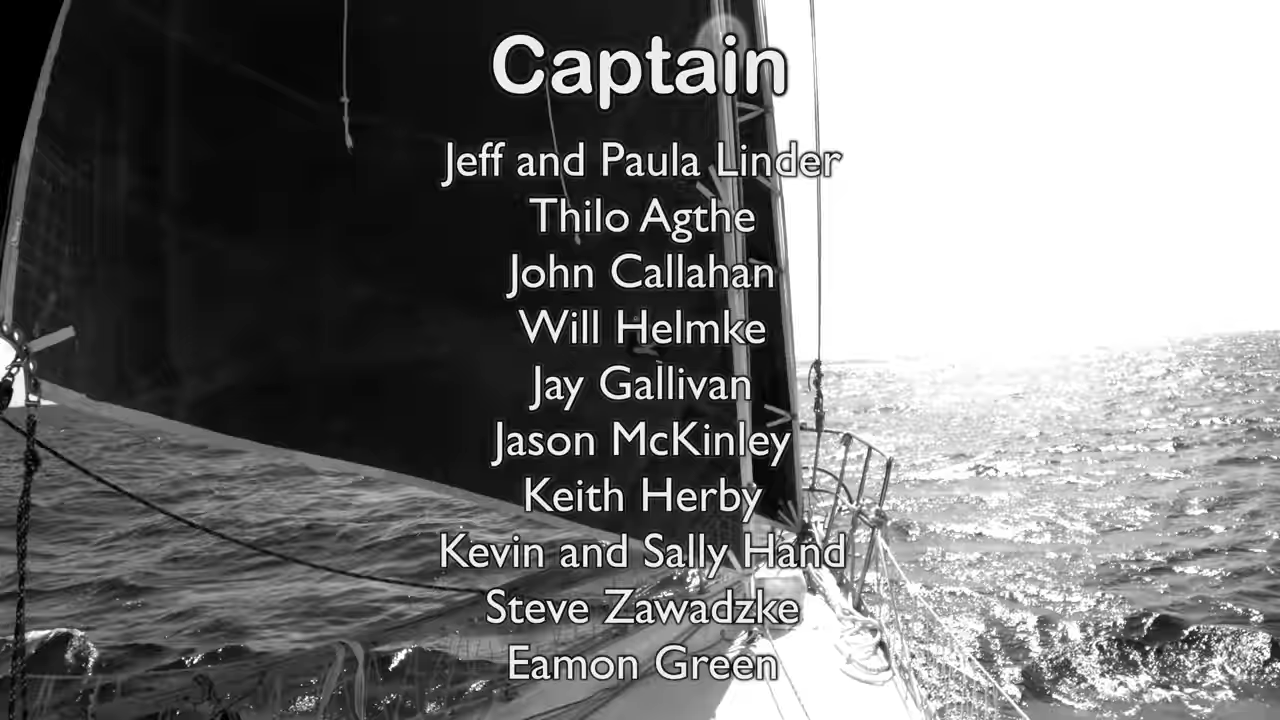 Captain
Jeff and Paula Linder
Thilo Agthe
John Callahan
Will Helmke
Jay Gallivan
Jason McKinley
Keith Herby
Kevin and Sally Hand
Steve Zawadzke
Eamon Green